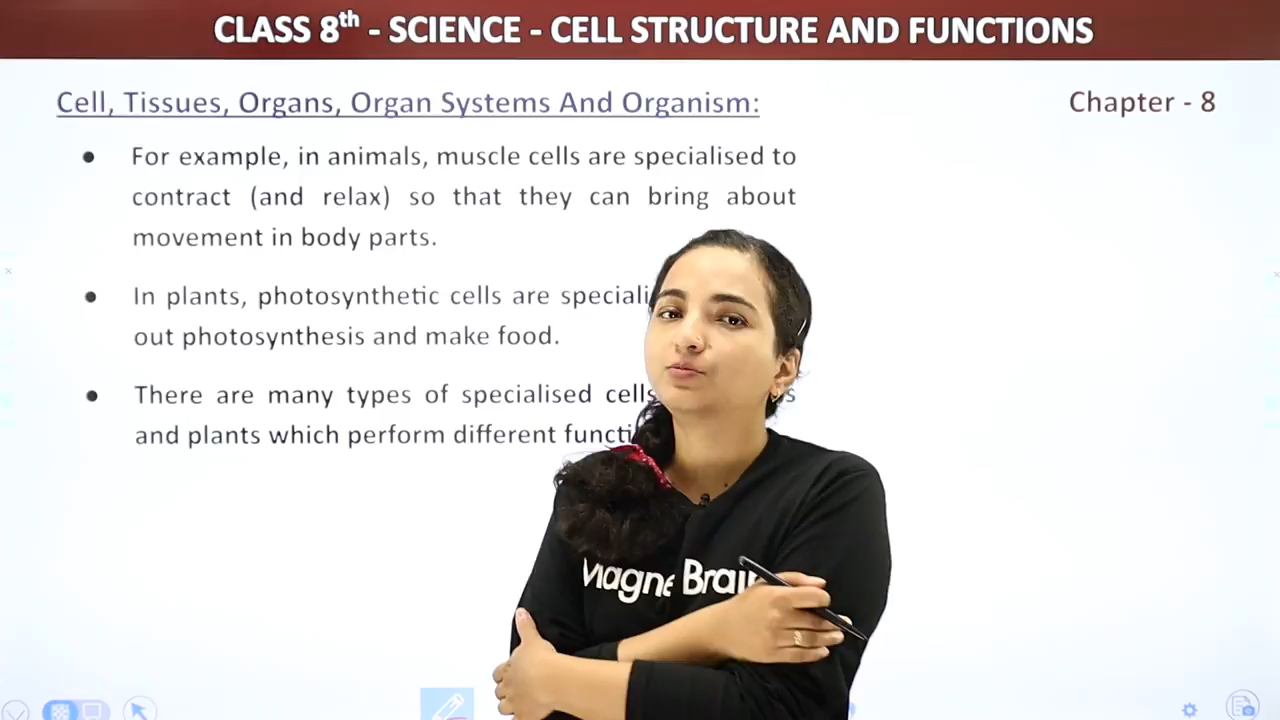 CLASS 8th - SCIENCE - CELL STRUCTURE AND FUNCTIONS
Cell, Tissues, Organs, Organ Systems And Organism:
Chapter - 8
● For example, in animals, muscle cells are specialised to
contract (and relax) so that they can bring about
movement in body parts.
● In plants, photosynthetic cells are
out photosynthesis and make food.
● There are many types of specialised cells
and plants which perform different
Magne Brai